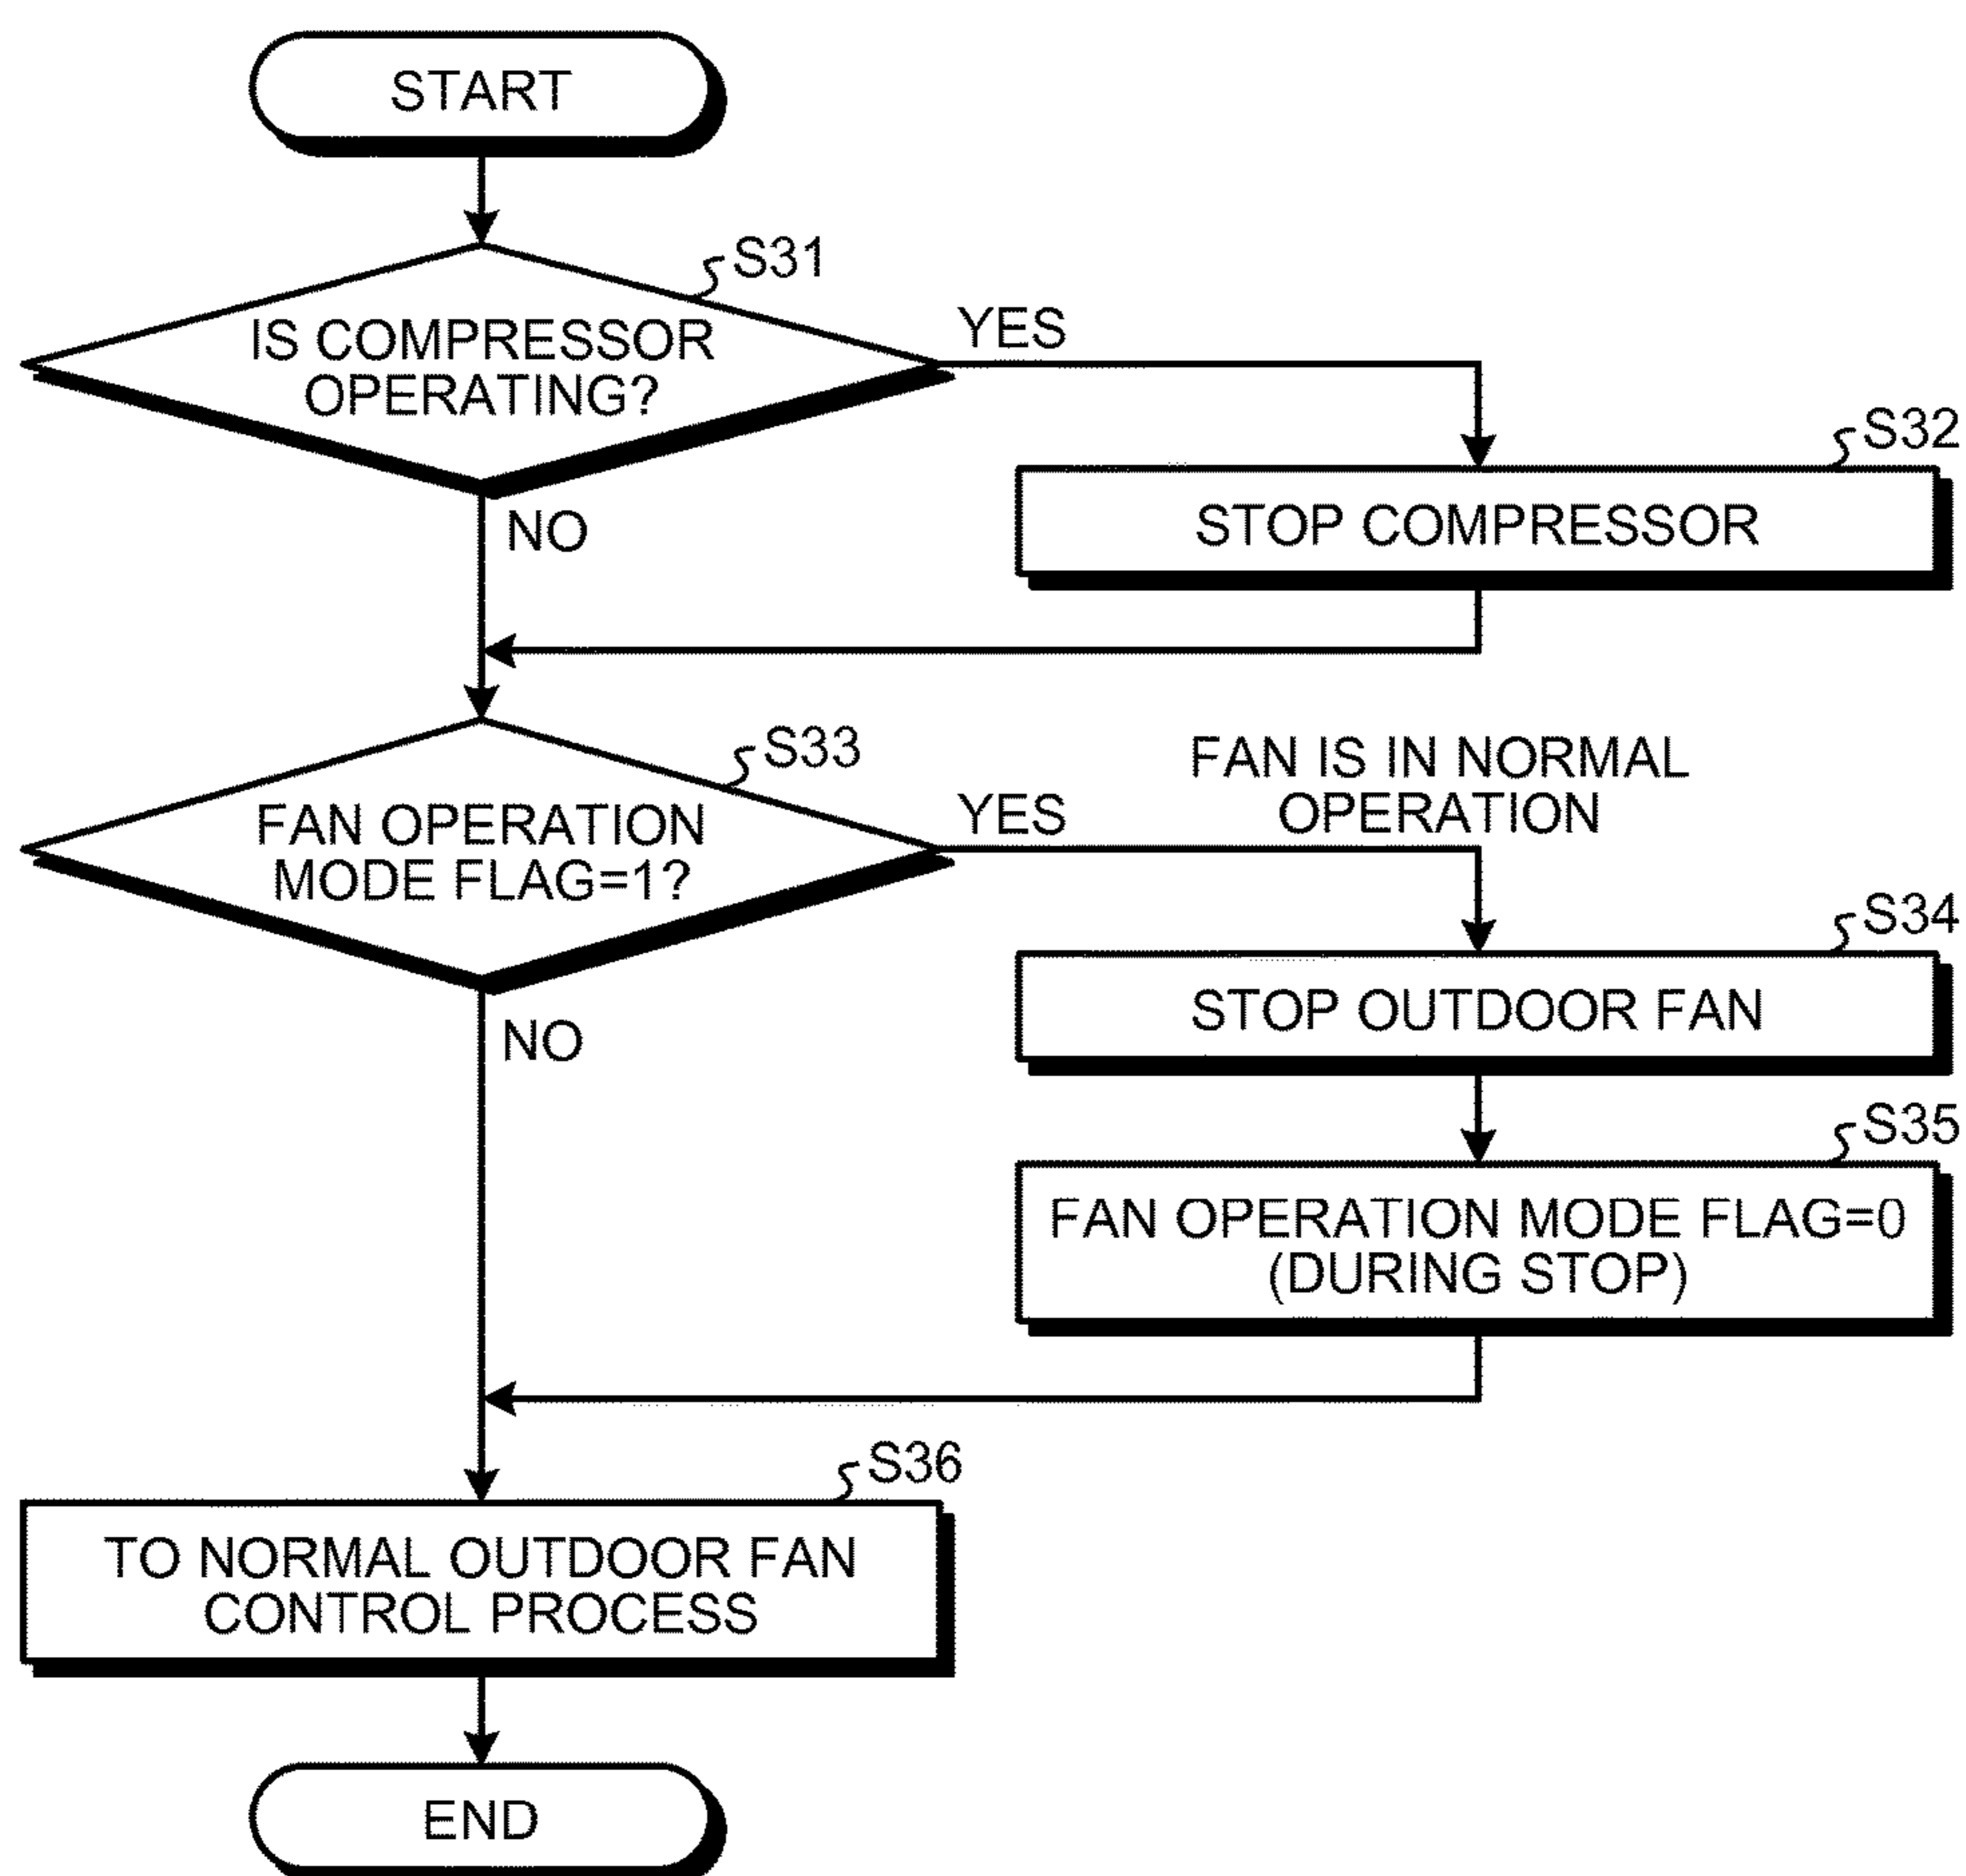 START
S31
IS COMPRESSOR
OPERATING?
YES
S32
STOP COMPRESSOR
NO
S33
FAN OPERATION
MODE FLAG=1?
YES
FAN IS IN NORMAL
OPERATION
S34
STOP OUTDOOR FAN
NO
S35
FAN OPERATION MODE FLAG=0
(DURING STOP)
S36
TO NORMAL OUTDOOR FAN
CONTROL PROCESS
END